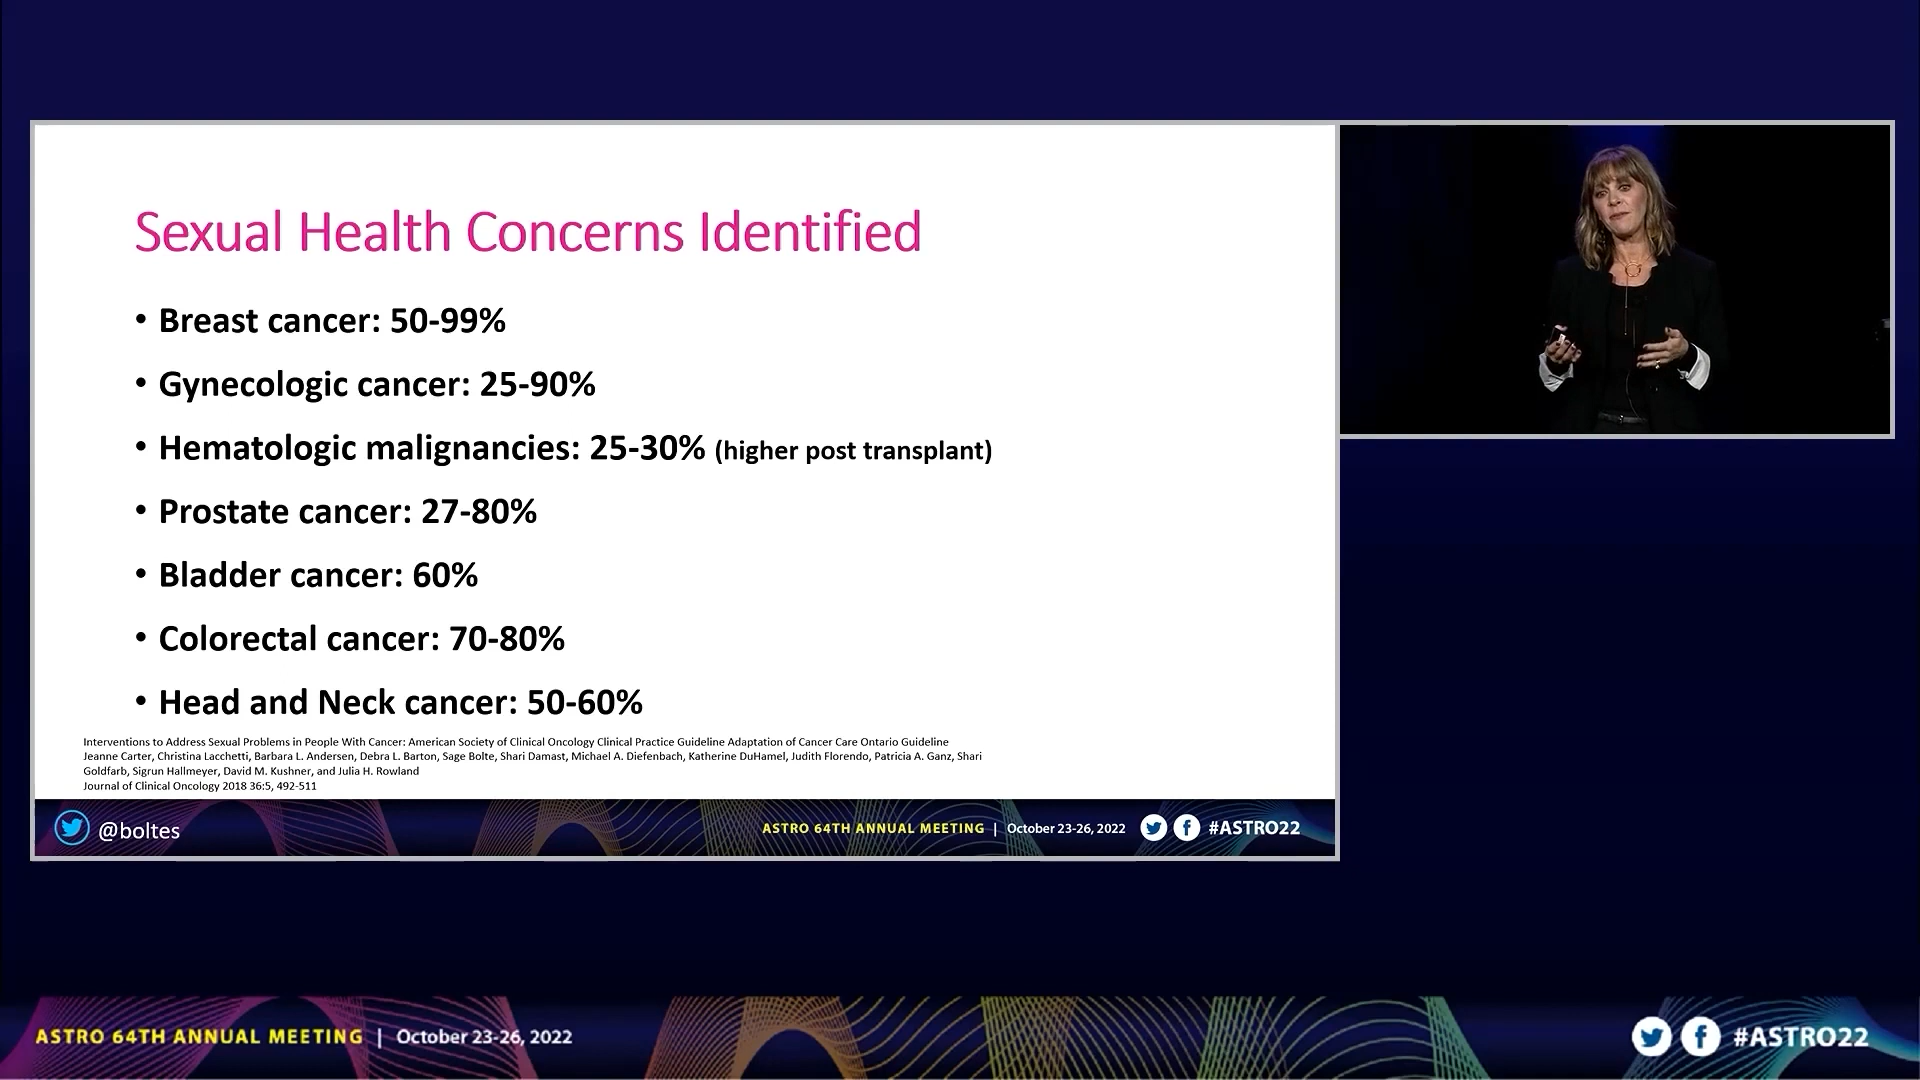 Sexual Health Concerns Identified
• Breast cancer: 50-99%
• Gynecologic cancer: 25-90%
• Hematologic malignancies: 25-30% (higher post transplant)
• Prostate cancer: 27-80%
• Bladder cancer: 60%
• Colorectal cancer: 70-80%
• Head and Neck cancer: 50-60%
Interventions to Address Sexual Problems in People With Cancer: American Society of Clinical Oncology Clinical Practice Guideline Adaptation of Cancer Care Ontario Guideline
Jeanne Carter, Christina Lacchetti, Barbara L. Andersen, Debra L. Barton, Sage Bolte, Shari Damast, Michael A. Diefenbach, Katherine DuHamel, Judith Florendo, Patricia A. Ganz, Shari
Goldfarb, Sigrun Hallmeyer, David M. Kushner, and Julia H. Rowland
Journal of Clinical Oncology 2018 36:5, 492-511
@boltes
ASTRO 64TH ANNUAL MEETING | October 23-26, 2022 #ASTRO22
ASTRO 64TH ANNUAL MEETING | October 23-26, 2022 #ASTRO22